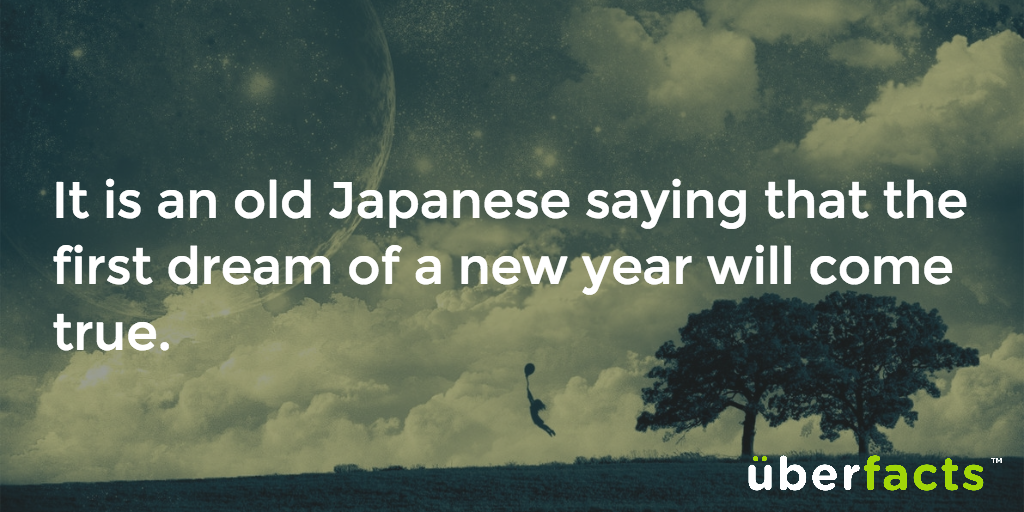 It is an old Japanese saying that the
first dream of a new year will come
true.
überfacts™